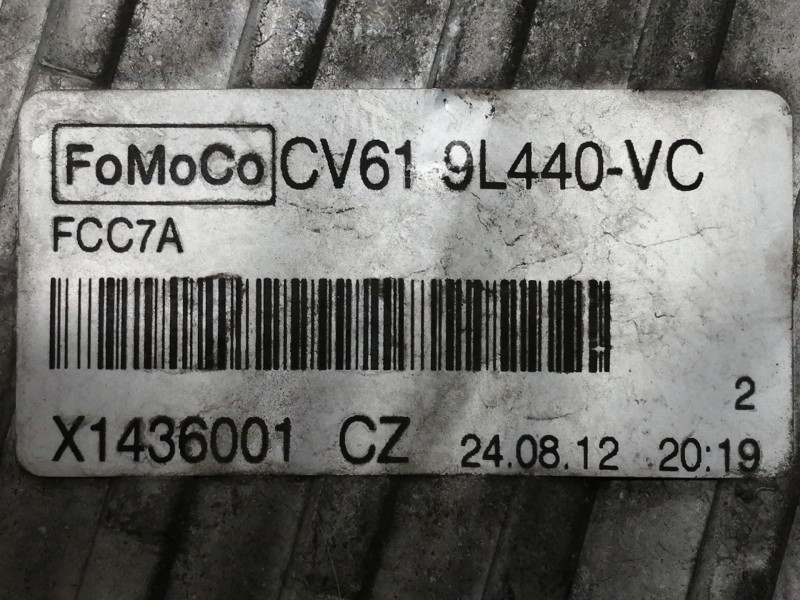 FoMoCo CV61 9L440-VC
FCC7A
2
X1436001 CZ 24.08.12 20:19